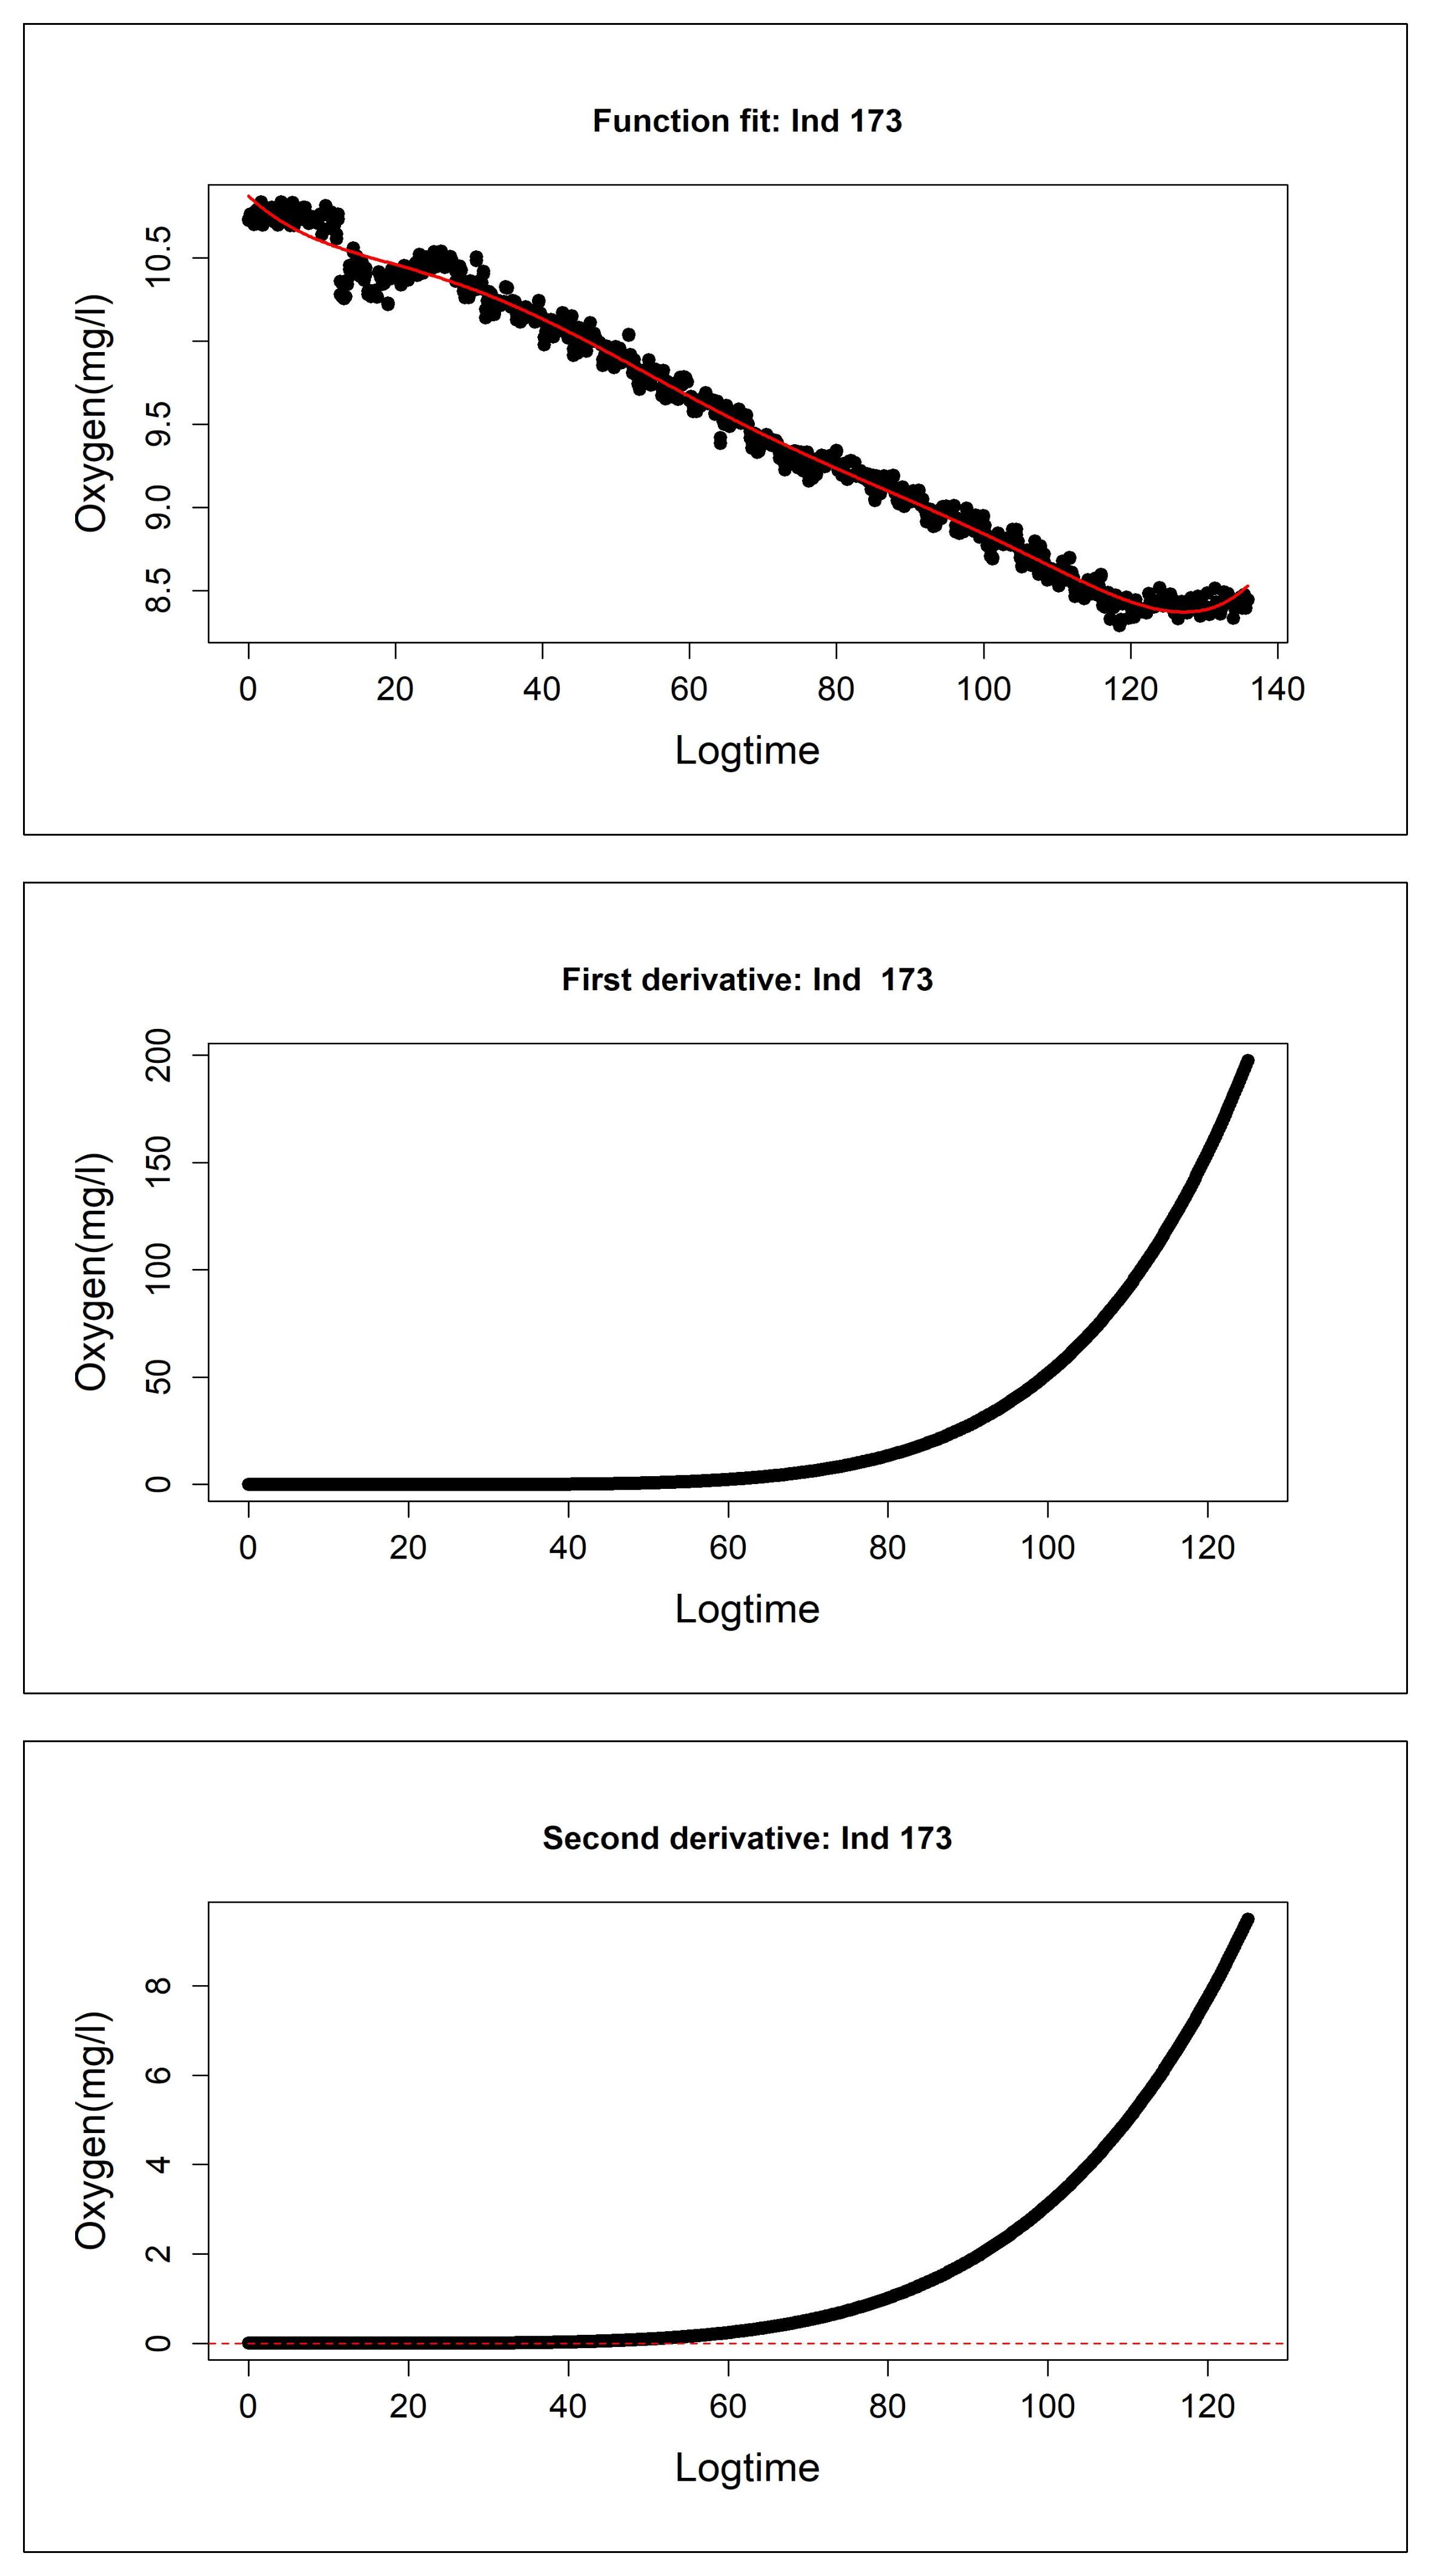 Function fit: Ind 173
Oxygen(mg/l)
10.5
9.5
9.0
8.5
0 20 40 60 80 100 120 140
Logtime
First derivative: Ind  173
Oxygen(mg/l)
200
150
100
50
0
0 20 40 60 80 100 120
Logtime
Second derivative: Ind 173
Oxygen(mg/l)
8
6
4
2
0
0 20 40 60 80 100 120
Logtime